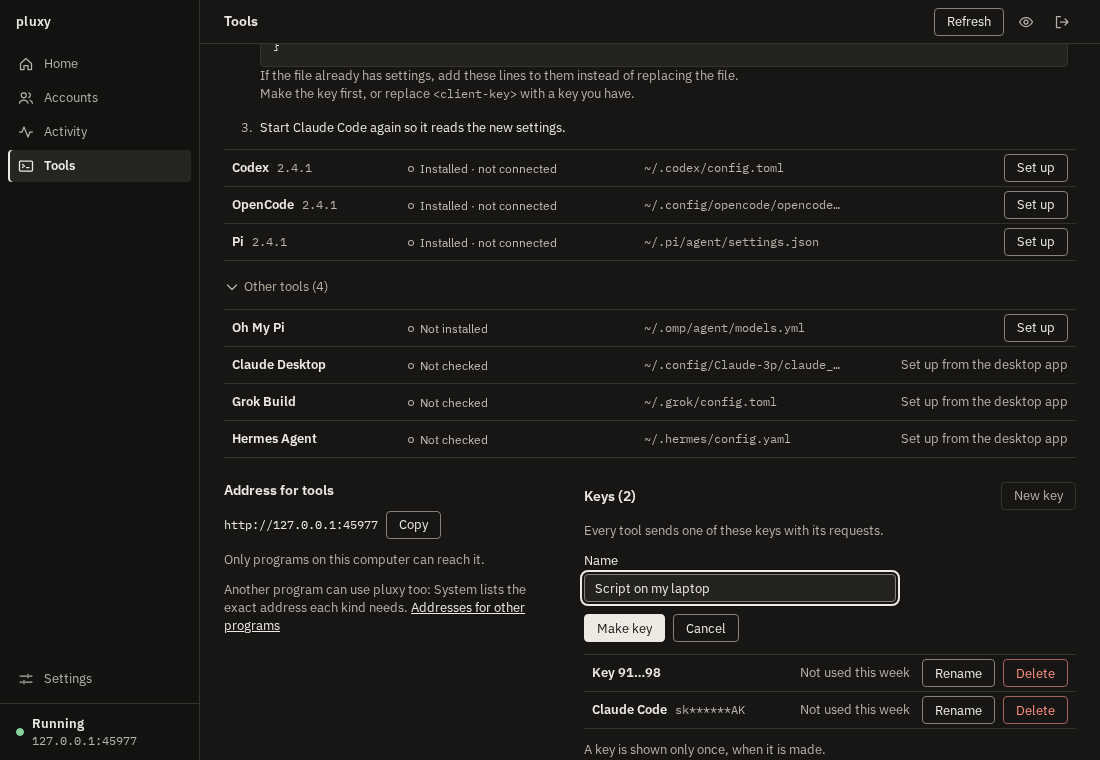 pluxy
Tools
Refresh
Home
Accounts
Activity
Tools
}
If the file already has settings, add these lines to them instead of replacing the file.
Make the key first, or replace <client-key> with a key you have.
3. Start Claude Code again so it reads the new settings.
Codex 2.4.1 Installed · not connected ~/.codex/config.toml Set up
OpenCode 2.4.1 Installed · not connected ~/.config/opencode/opencode… Set up
Pi 2.4.1 Installed · not connected ~/.pi/agent/settings.json Set up
Other tools (4)
Oh My Pi Not installed ~/.omp/agent/models.yml Set up
Claude Desktop Not checked ~/.config/Claude-3p/claude_… Set up from the desktop app
Grok Build Not checked ~/.grok/config.toml Set up from the desktop app
Hermes Agent Not checked ~/.hermes/config.yaml Set up from the desktop app
Address for tools
http://127.0.0.1:45977 Copy
Only programs on this computer can reach it.
Another program can use pluxy too: System lists the
exact address each kind needs. Addresses for other
programs
Keys (2) New key
Every tool sends one of these keys with its requests.
Name
Script on my laptop
Make key Cancel
Key 91…98 Not used this week Rename Delete
Claude Code sk******AK Not used this week Rename Delete
A key is shown only once, when it is made.
Settings
Running
127.0.0.1:45977